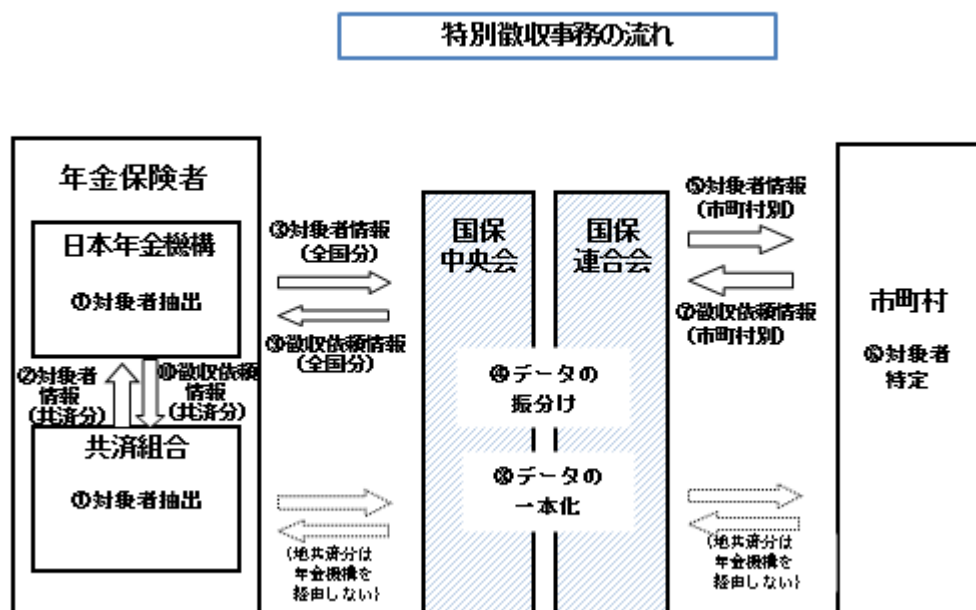 特別徴収事務の流れ
年金保険者
日本年金機構
①対象者抽出
②対象者
情報
(共済分)
⑩徴収依頼
情報
(共済分)
共済組合
①対象者抽出
③対象者情報
(全国分)
⑨徴収依頼情報
(全国分)
(地共済分は
年金機構を
経由しない)
国保
中央会
国保
連合会
④データの
振分け
⑧データの
一本化
⑤対象者情報
(市町村別)
⑦徴収依頼情報
(市町村別)
(地共済分は
年金機構を
経由しない)
市町村
⑥対象者
特定